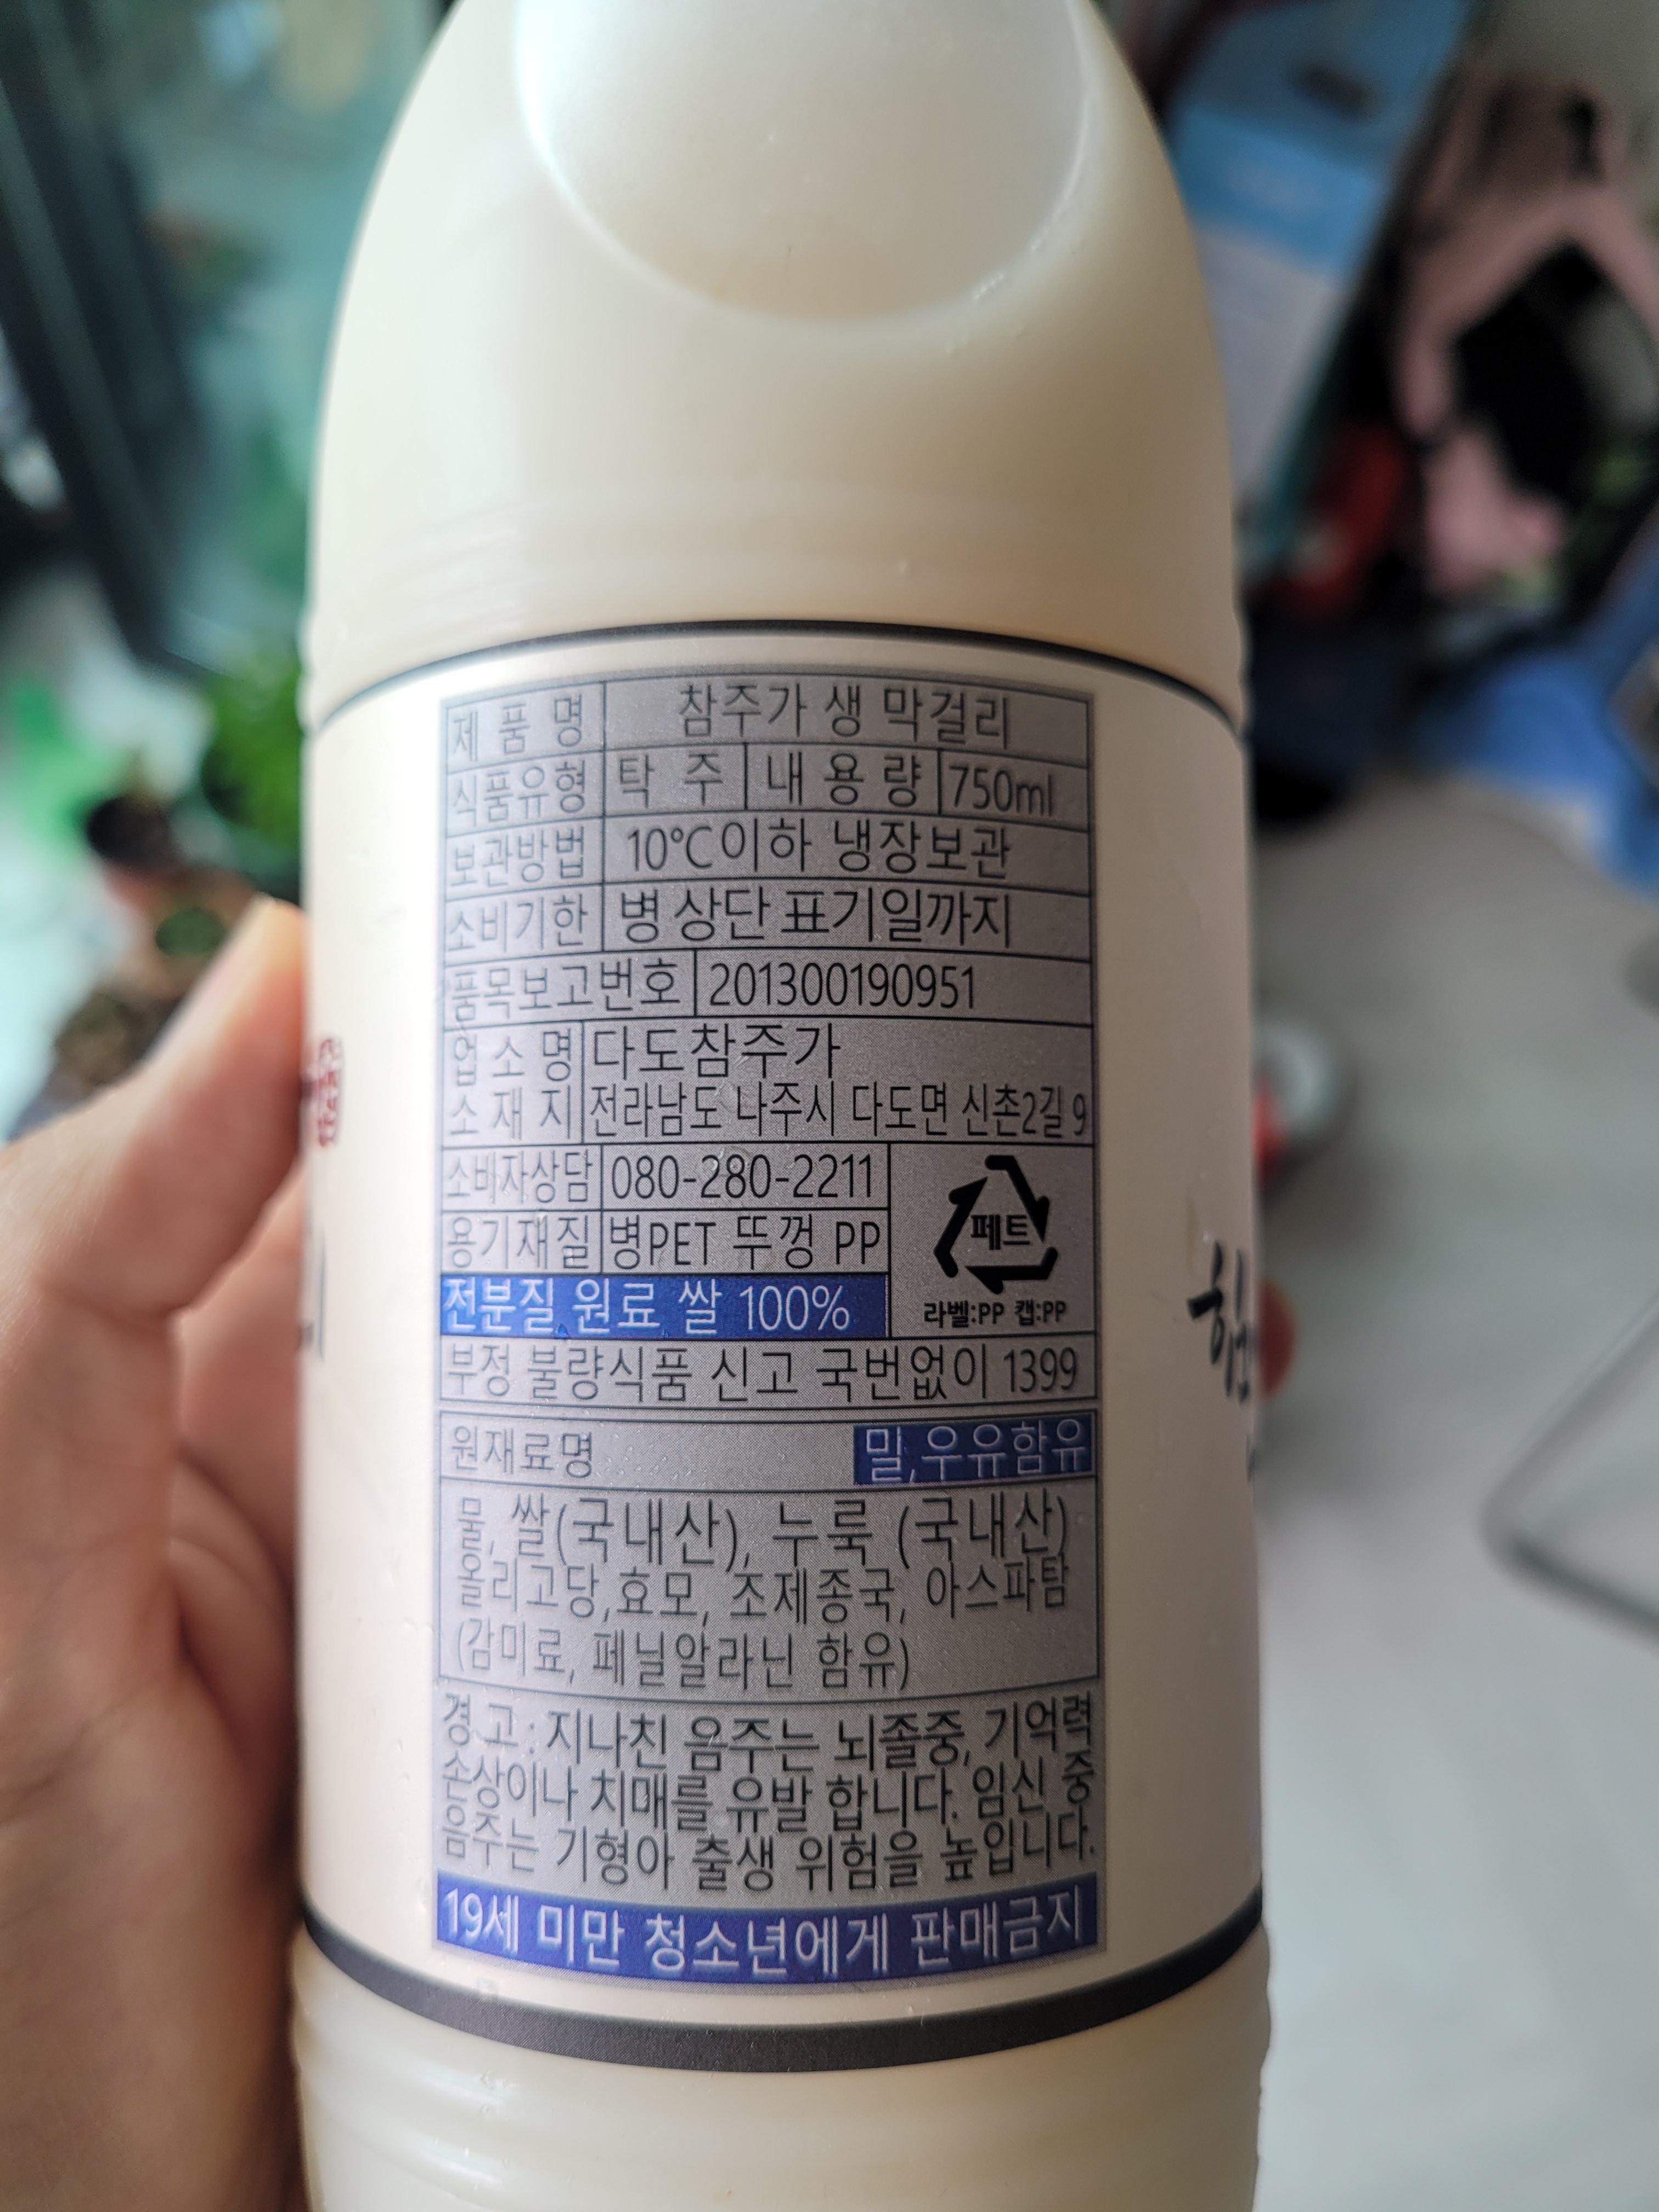 제 품 명 참주가 생 막걸리
식품유형 탁 주 내 용 량 750ml
보관방법 10℃이하 냉장보관
소비기한 병 상단 표기일까지
품목보고번호 201300190951
업 소 명 다도참주가
소 재 지 전라남도 나주시 다도면 신촌2길 9
소비자상담 080-280-2211
용기재질 병PET 뚜껑 PP
페트
라벨:PP 캡:PP
전분질 원료 쌀 100%
부정 불량식품 신고 국번없이 1399
원재료명 밀,우유함유
물, 쌀(국내산), 누룩 (국내산)
올리고당,효모, 조제종국, 아스파탐
(감미료, 페닐알라닌 함유)
경고 : 지나친 음주는 뇌졸중, 기억력
손상이나 치매를 유발 합니다. 임신 중
음주는 기형아 출생 위험을 높입니다.
19세 미만 청소년에게 판매금지